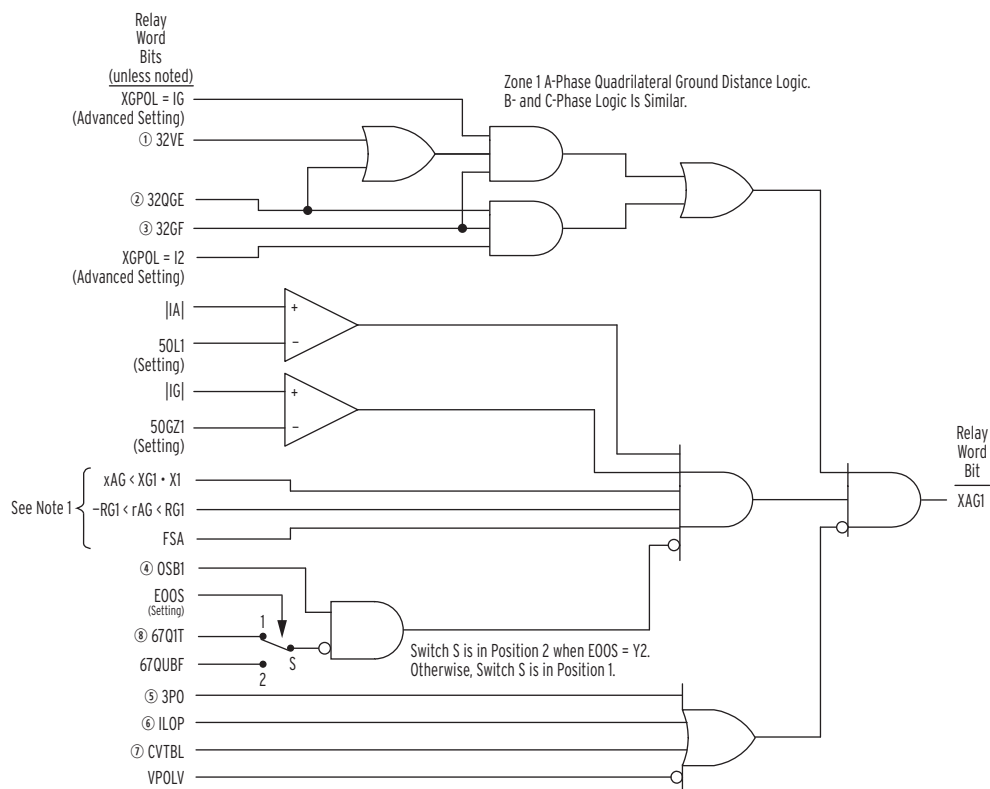 Relay
Word
Bits
(unless noted)
XGPOL = IG
(Advanced Setting)
Zone 1 A-Phase Quadrilateral Ground Distance Logic.
B- and C-Phase Logic Is Similar.
① 32VE
② 32QGE
③ 32GF
XGPOL = I2
(Advanced Setting)
|IA|
+
50L1
(Setting)
−
|IG|
+
50GZ1
(Setting)
−
Relay
Word
Bit
XAG1
See Note 1
xAG < XG1 • X1
−RG1 < rAG < RG1
FSA
④ OSB1
EOOS
(Setting)
⑧ 67Q1T
1
S
67QUBF
2
Switch S is in Position 2 when EOOS = Y2.
Otherwise, Switch S is in Position 1.
⑤ 3PO
⑥ ILOP
⑦ CVTBL
VPOLV